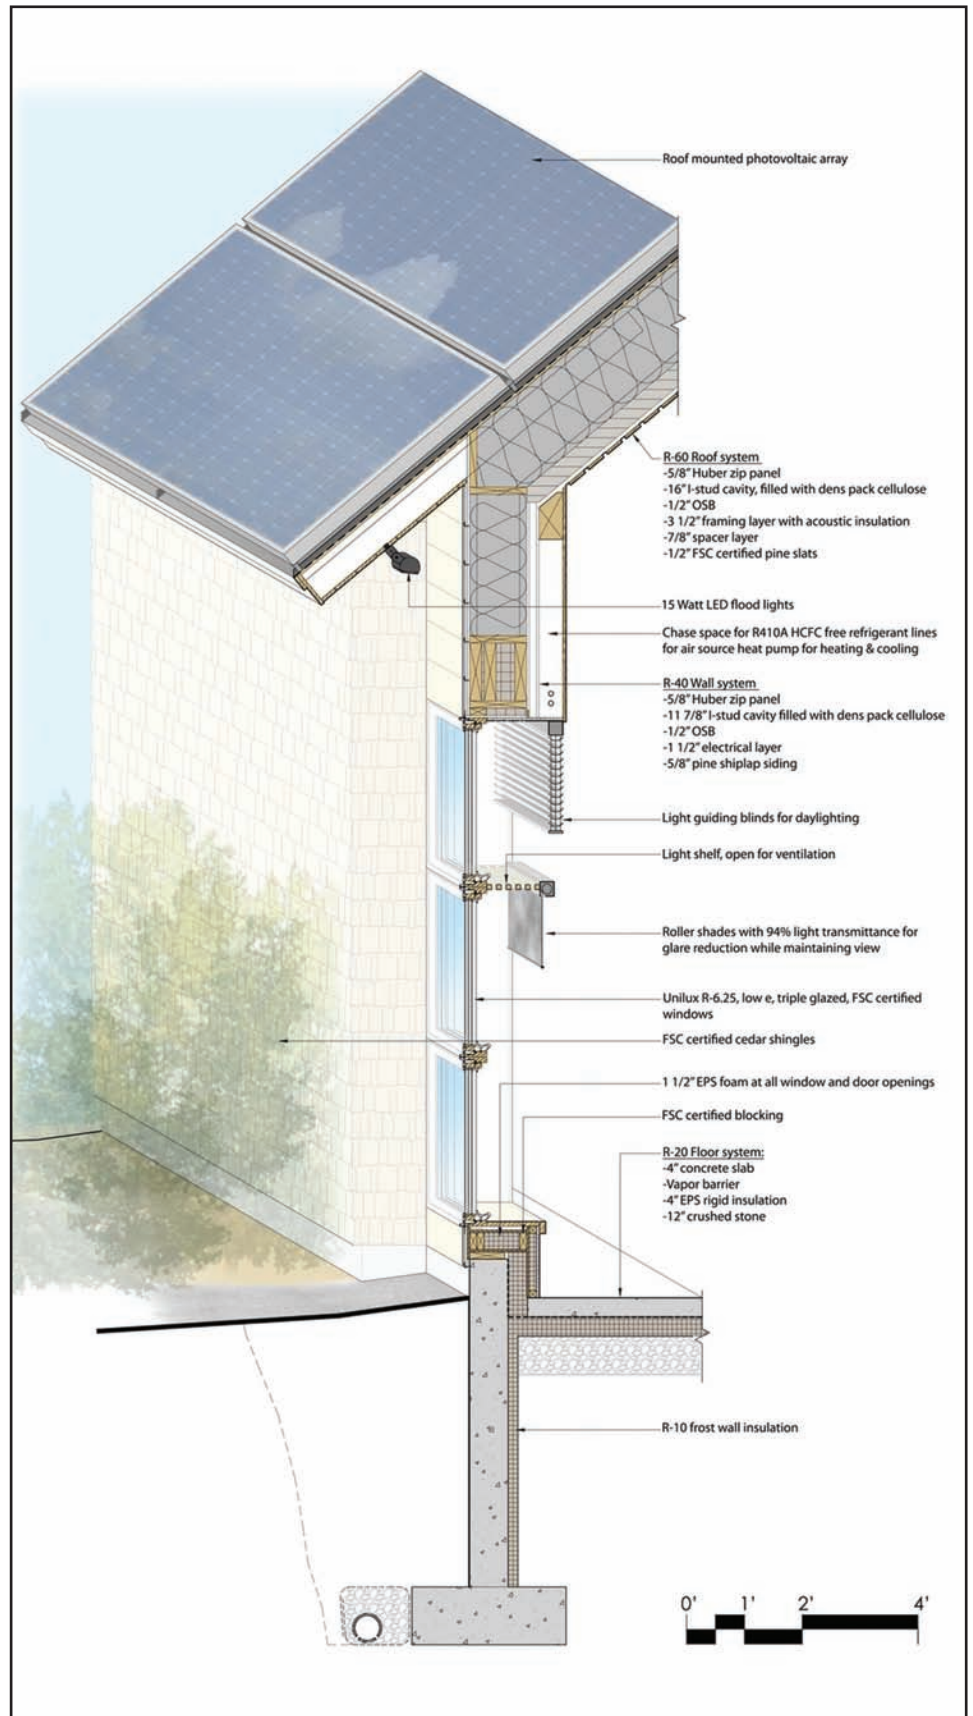 Roof mounted photovoltaic array
R-60 Roof system
-5/8" Huber zip panel
-16" I-stud cavity, filled with dens pack cellulose
-1/2" OSB
-3 1/2" framing layer with acoustic insulation
-7/8" spacer layer
-1/2" FSC certified pine slats
15 Watt LED flood lights
Chase space for R410A HCFC free refrigerant lines
for air source heat pump for heating & cooling
R-40 Wall system
-5/8" Huber zip panel
-11 7/8" I-stud cavity filled with dens pack cellulose
-1/2" OSB
-1 1/2" electrical layer
-5/8" pine shiplap siding
Light guiding blinds for daylighting
Light shelf, open for ventilation
Roller shades with 94% light transmittance for
glare reduction while maintaining view
Unilux R-6.25, low e, triple glazed, FSC certified
windows
FSC certified cedar shingles
1 1/2" EPS foam at all window and door openings
FSC certified blocking
R-20 Floor system:
-4" concrete slab
-Vapor barrier
-4" EPS rigid insulation
-12" crushed stone
R-10 frost wall insulation
0' 1' 2' 4'